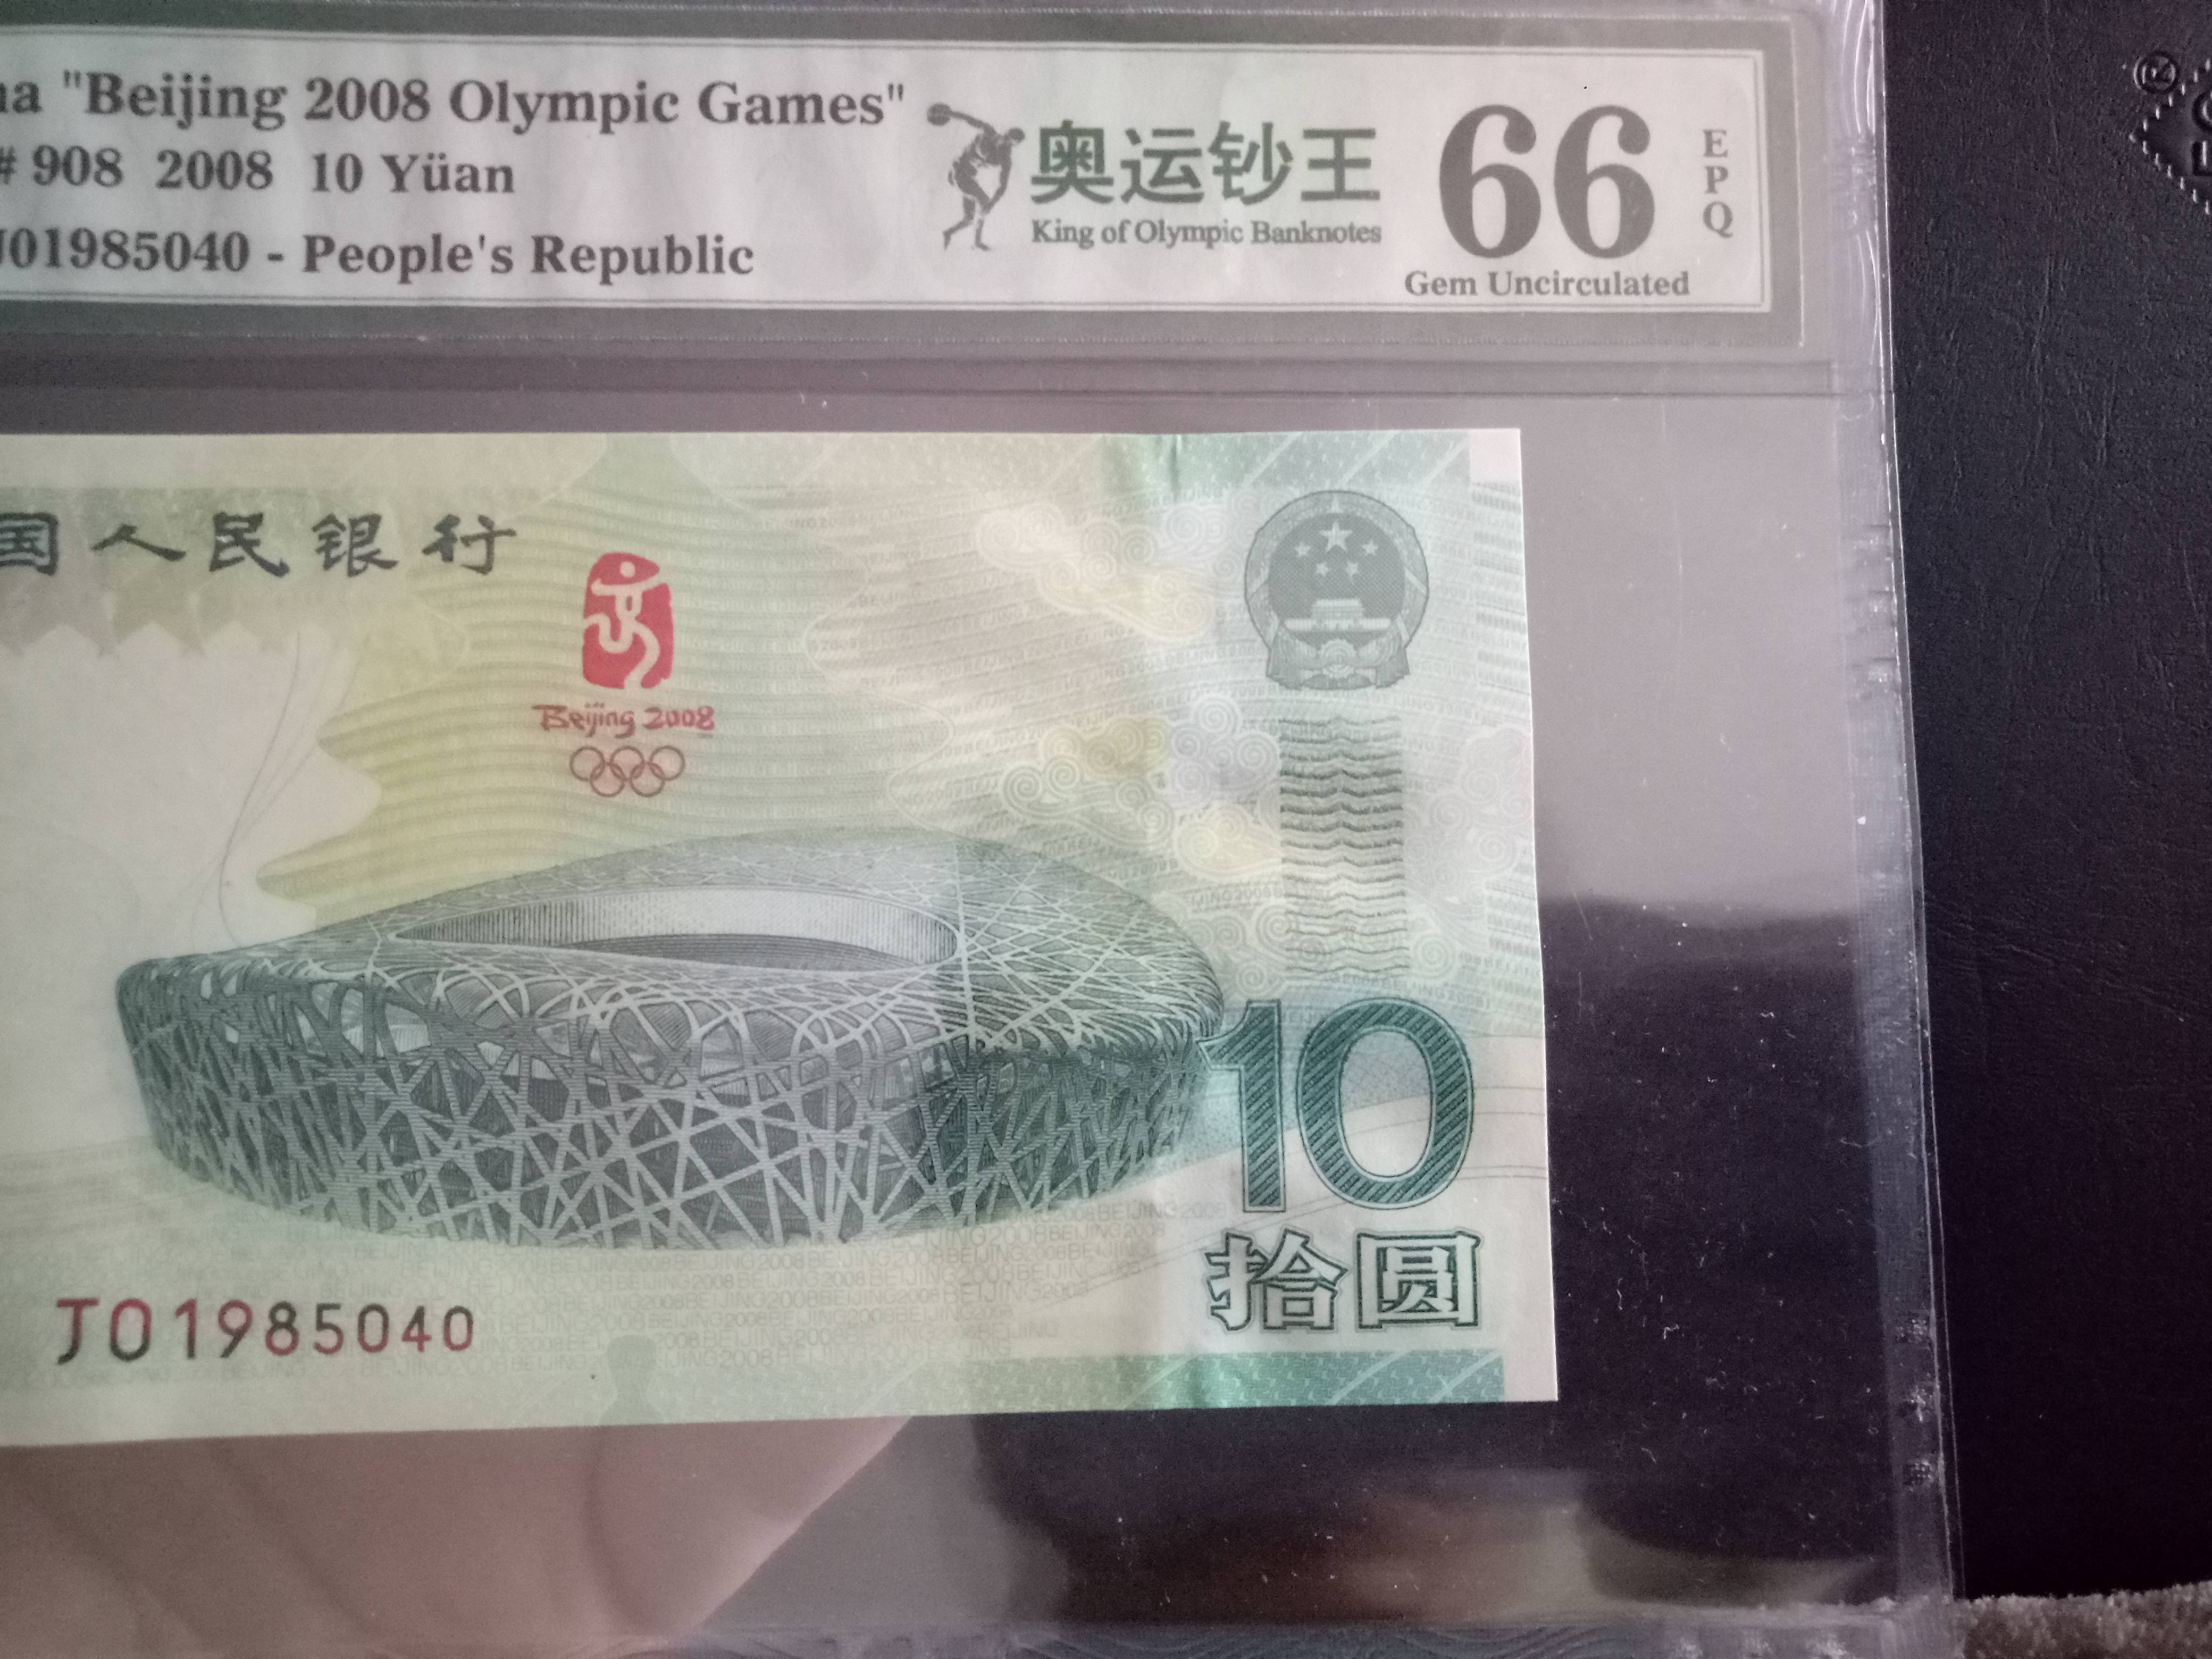 na "Beijing 2008 Olympic Games"
# 908 2008 10 Yüan
J01985040 - People's Republic
奥运钞王
King of Olympic Banknotes
66
EPQ
Gem Uncirculated
®
国人民银行
Beijing 2008
10
拾圆
BEIJING2008BEIJING2008BEIJING2008
J01985040